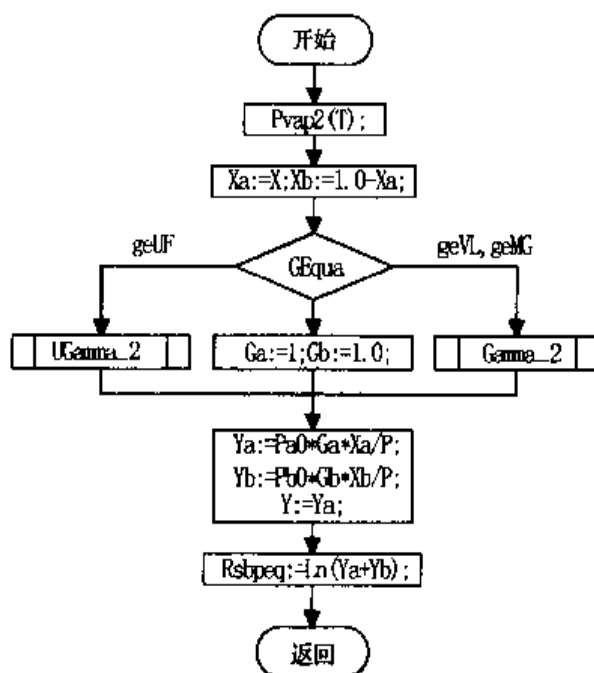 开始
Pvap2(T);
Xa:=X;Xb:=1.0-Xa;
geUF
GEqua
geVL, geMG
UGamma_2
Ga:=1;Gb:=1.0;
Gamma_2
Ya:=Pa0*Ga*Xa/P;
Yb:=Pb0*Gb*Xb/P;
Y:=Ya;
Rsbpeq:=Ln(Ya+Yb);
返回